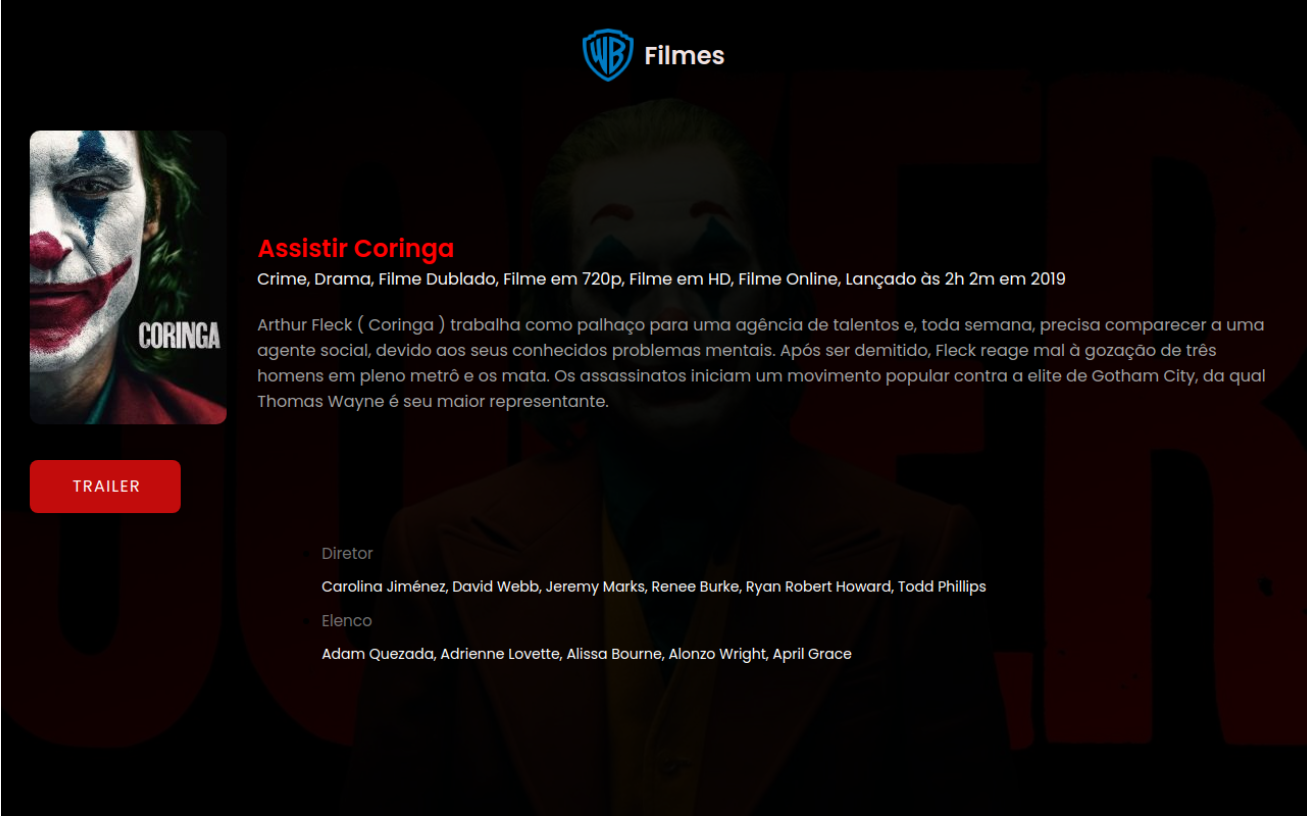 WB Filmes
CORINGA
Assistir Coringa
Crime, Drama, Filme Dublado, Filme em 720p, Filme em HD, Filme Online, Lançado às 2h 2m em 2019
Arthur Fleck ( Coringa ) trabalha como palhaço para uma agência de talentos e, toda semana, precisa comparecer a uma
agente social, devido aos seus conhecidos problemas mentais. Após ser demitido, Fleck reage mal à gozação de três
homens em pleno metrô e os mata. Os assassinatos iniciam um movimento popular contra a elite de Gotham City, da qual
Thomas Wayne é seu maior representante.
TRAILER
Diretor
Carolina Jiménez, David Webb, Jeremy Marks, Renee Burke, Ryan Robert Howard, Todd Phillips
Elenco
Adam Quezada, Adrienne Lovette, Alissa Bourne, Alonzo Wright, April Grace
JOKER